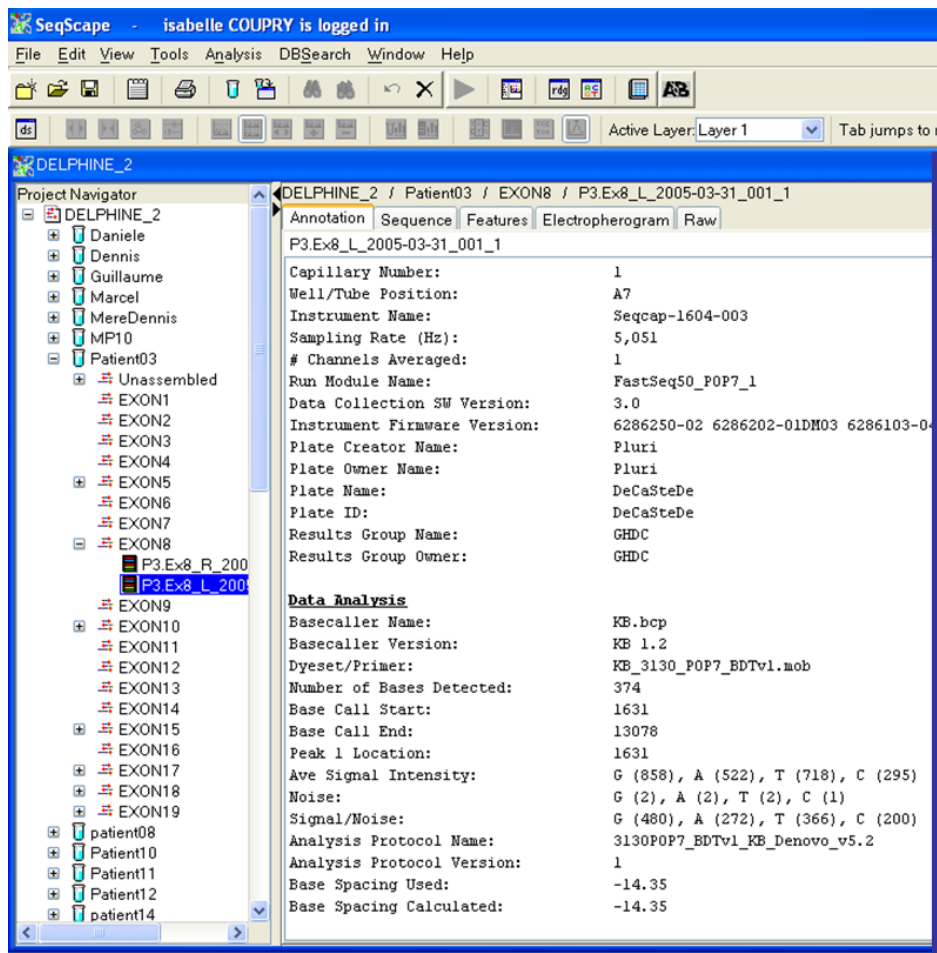 SeqScape - isabelle COUPRY is logged in
File Edit View Tools Analysis DBSearch Window Help
rdg
AB
ds Active Layer: Layer 1 Tab jumps to
DELPHINE_2
Project Navigator
DELPHINE_2
Daniele
Dennis
Guillaume
Marcel
MereDennis
MP10
Patient03
Unassembled
EXON1
EXON2
EXON3
EXON4
EXON5
EXON6
EXON7
EXON8
P3.Ex8_R_200
P3.Ex8_L_2005
EXON9
EXON10
EXON11
EXON12
EXON13
EXON14
EXON15
EXON16
EXON17
EXON18
EXON19
patient08
Patient10
Patient11
Patient12
patient14
DELPHINE_2 / Patient03 / EXON8 / P3.Ex8_L_2005-03-31_001_1
Annotation Sequence Features Electropherogram Raw
P3.Ex8_L_2005-03-31_001_1
Capillary Number: 1
Well/Tube Position: A7
Instrument Name: Seqcap-1604-003
Sampling Rate (Hz): 5,051
# Channels Averaged: 1
Run Module Name: FastSeq50_POP7_1
Data Collection SW Version: 3.0
Instrument Firmware Version: 6286250-02 6286202-01DM03 6286103-04
Plate Creator Name: Pluri
Plate Owner Name: Pluri
Plate Name: DeCaSteDe
Plate ID: DeCaSteDe
Results Group Name: GHDC
Results Group Owner: GHDC
Data Analysis
Basecaller Name: KB.bcp
Basecaller Version: KB 1.2
Dyeset/Primer: KB_3130_POP7_BDTv1.mob
Number of Bases Detected: 374
Base Call Start: 1631
Base Call End: 13078
Peak 1 Location: 1631
Ave Signal Intensity: G (858), A (522), T (718), C (295)
Noise: G (2), A (2), T (2), C (1)
Signal/Noise: G (480), A (272), T (366), C (200)
Analysis Protocol Name: 3130POP7_BDTv1_KB_Denovo_v5.2
Analysis Protocol Version: 1
Base Spacing Used: -14.35
Base Spacing Calculated: -14.35